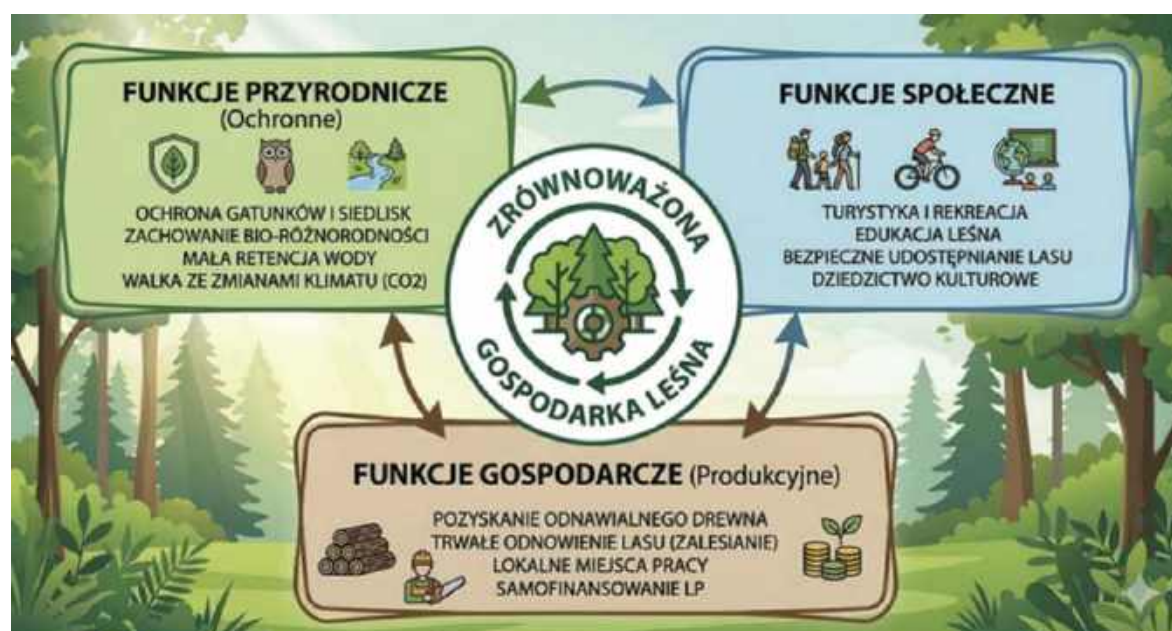 FUNKCJE PRZYRODNICZE
(Ochronne)
OCHRONA GATUNKÓW I SIEDLISK
ZACHOWANIE BIO-RÓŻNORODNOŚCI
MAŁA RETENCJA WODY
WALKA ZE ZMIANAMI KLIMATU (CO2)
FUNKCJE SPOŁECZNE
TURYSTYKA I REKREACJA
EDUKACJA LEŚNA
BEZPIECZNE UDOSTĘPNIANIE LASU
DZIEDZICTWO KULTUROWE
ZRÓWNOWAŻONA
GOSPODARKA LEŚNA
FUNKCJE GOSPODARCZE (Produkcyjne)
POZYSKANIE ODNAWIALNEGO DREWNA
TRWAŁE ODNOWIENIE LASU (ZALESIANIE)
LOKALNE MIEJSCA PRACY
SAMOFINANSOWANIE LP